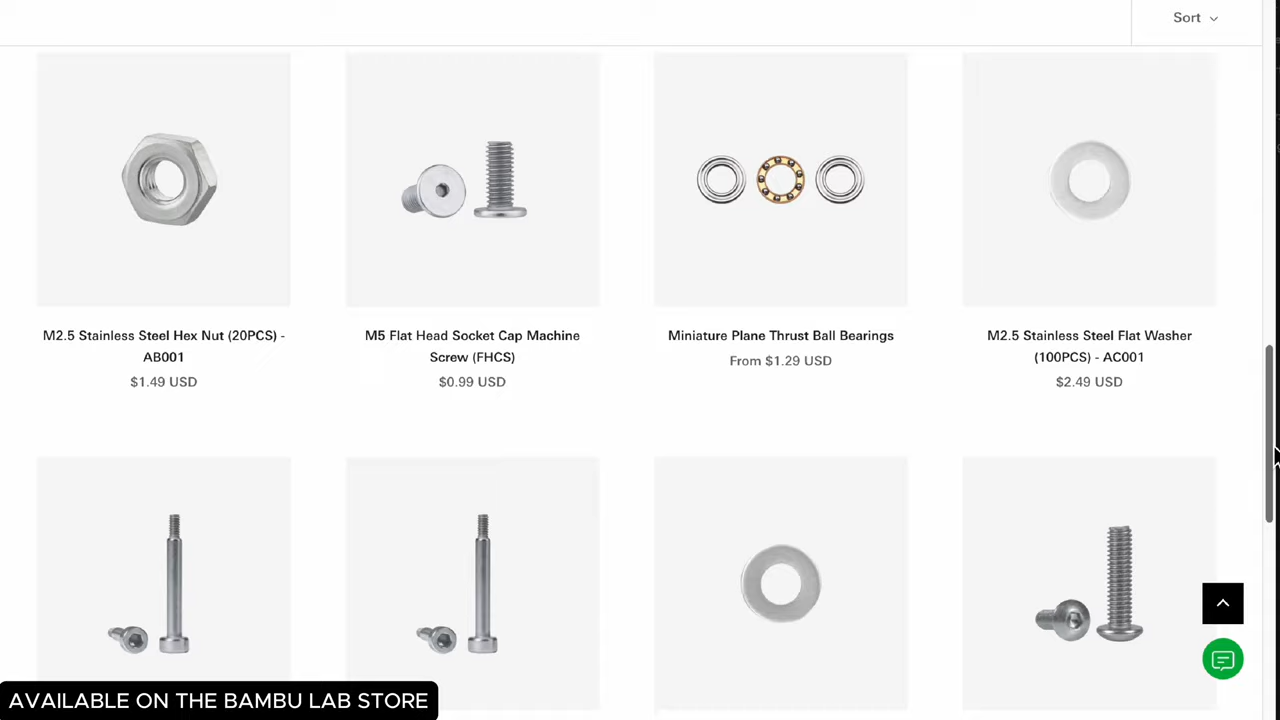 Sort
M2.5 Stainless Steel Hex Nut (20PCS) -
AB001
$1.49 USD
M5 Flat Head Socket Cap Machine
Screw (FHCS)
$0.99 USD
Miniature Plane Thrust Ball Bearings
From $1.29 USD
M2.5 Stainless Steel Flat Washer
(100PCS) - AC001
$2.49 USD
AVAILABLE ON THE BAMBU LAB STORE